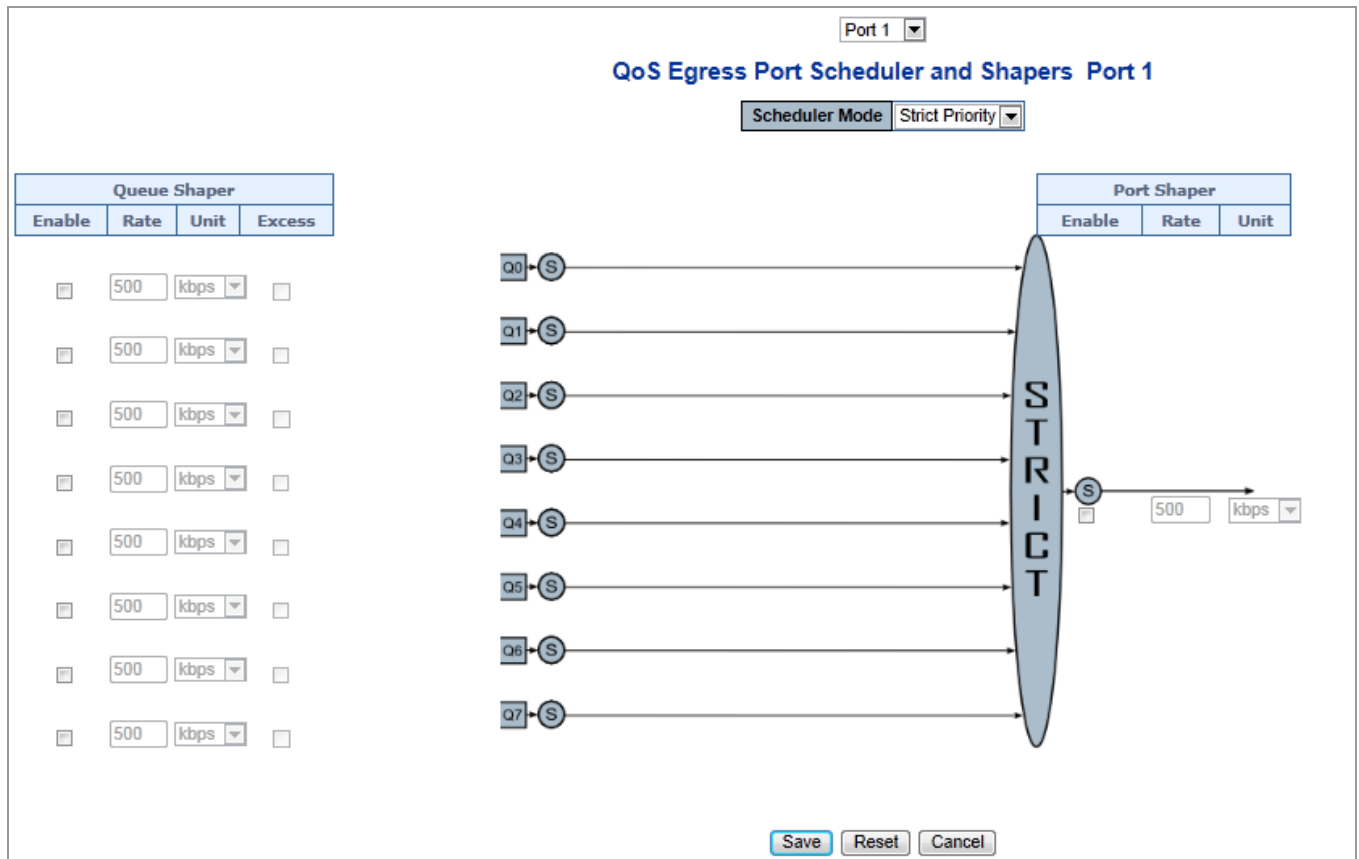 Port 1
QoS Egress Port Scheduler and Shapers Port 1
Scheduler Mode Strict Priority
Queue Shaper
Enable Rate Unit Excess
Port Shaper
Enable Rate Unit
500 kbps
Q0 S
500 kbps
Q1 S
500 kbps
Q2 S
500 kbps
Q3 S
500 kbps
Q4 S
500 kbps
Q5 S
500 kbps
Q6 S
500 kbps
Q7 S
STRICT
S
500 kbps
Save Reset Cancel